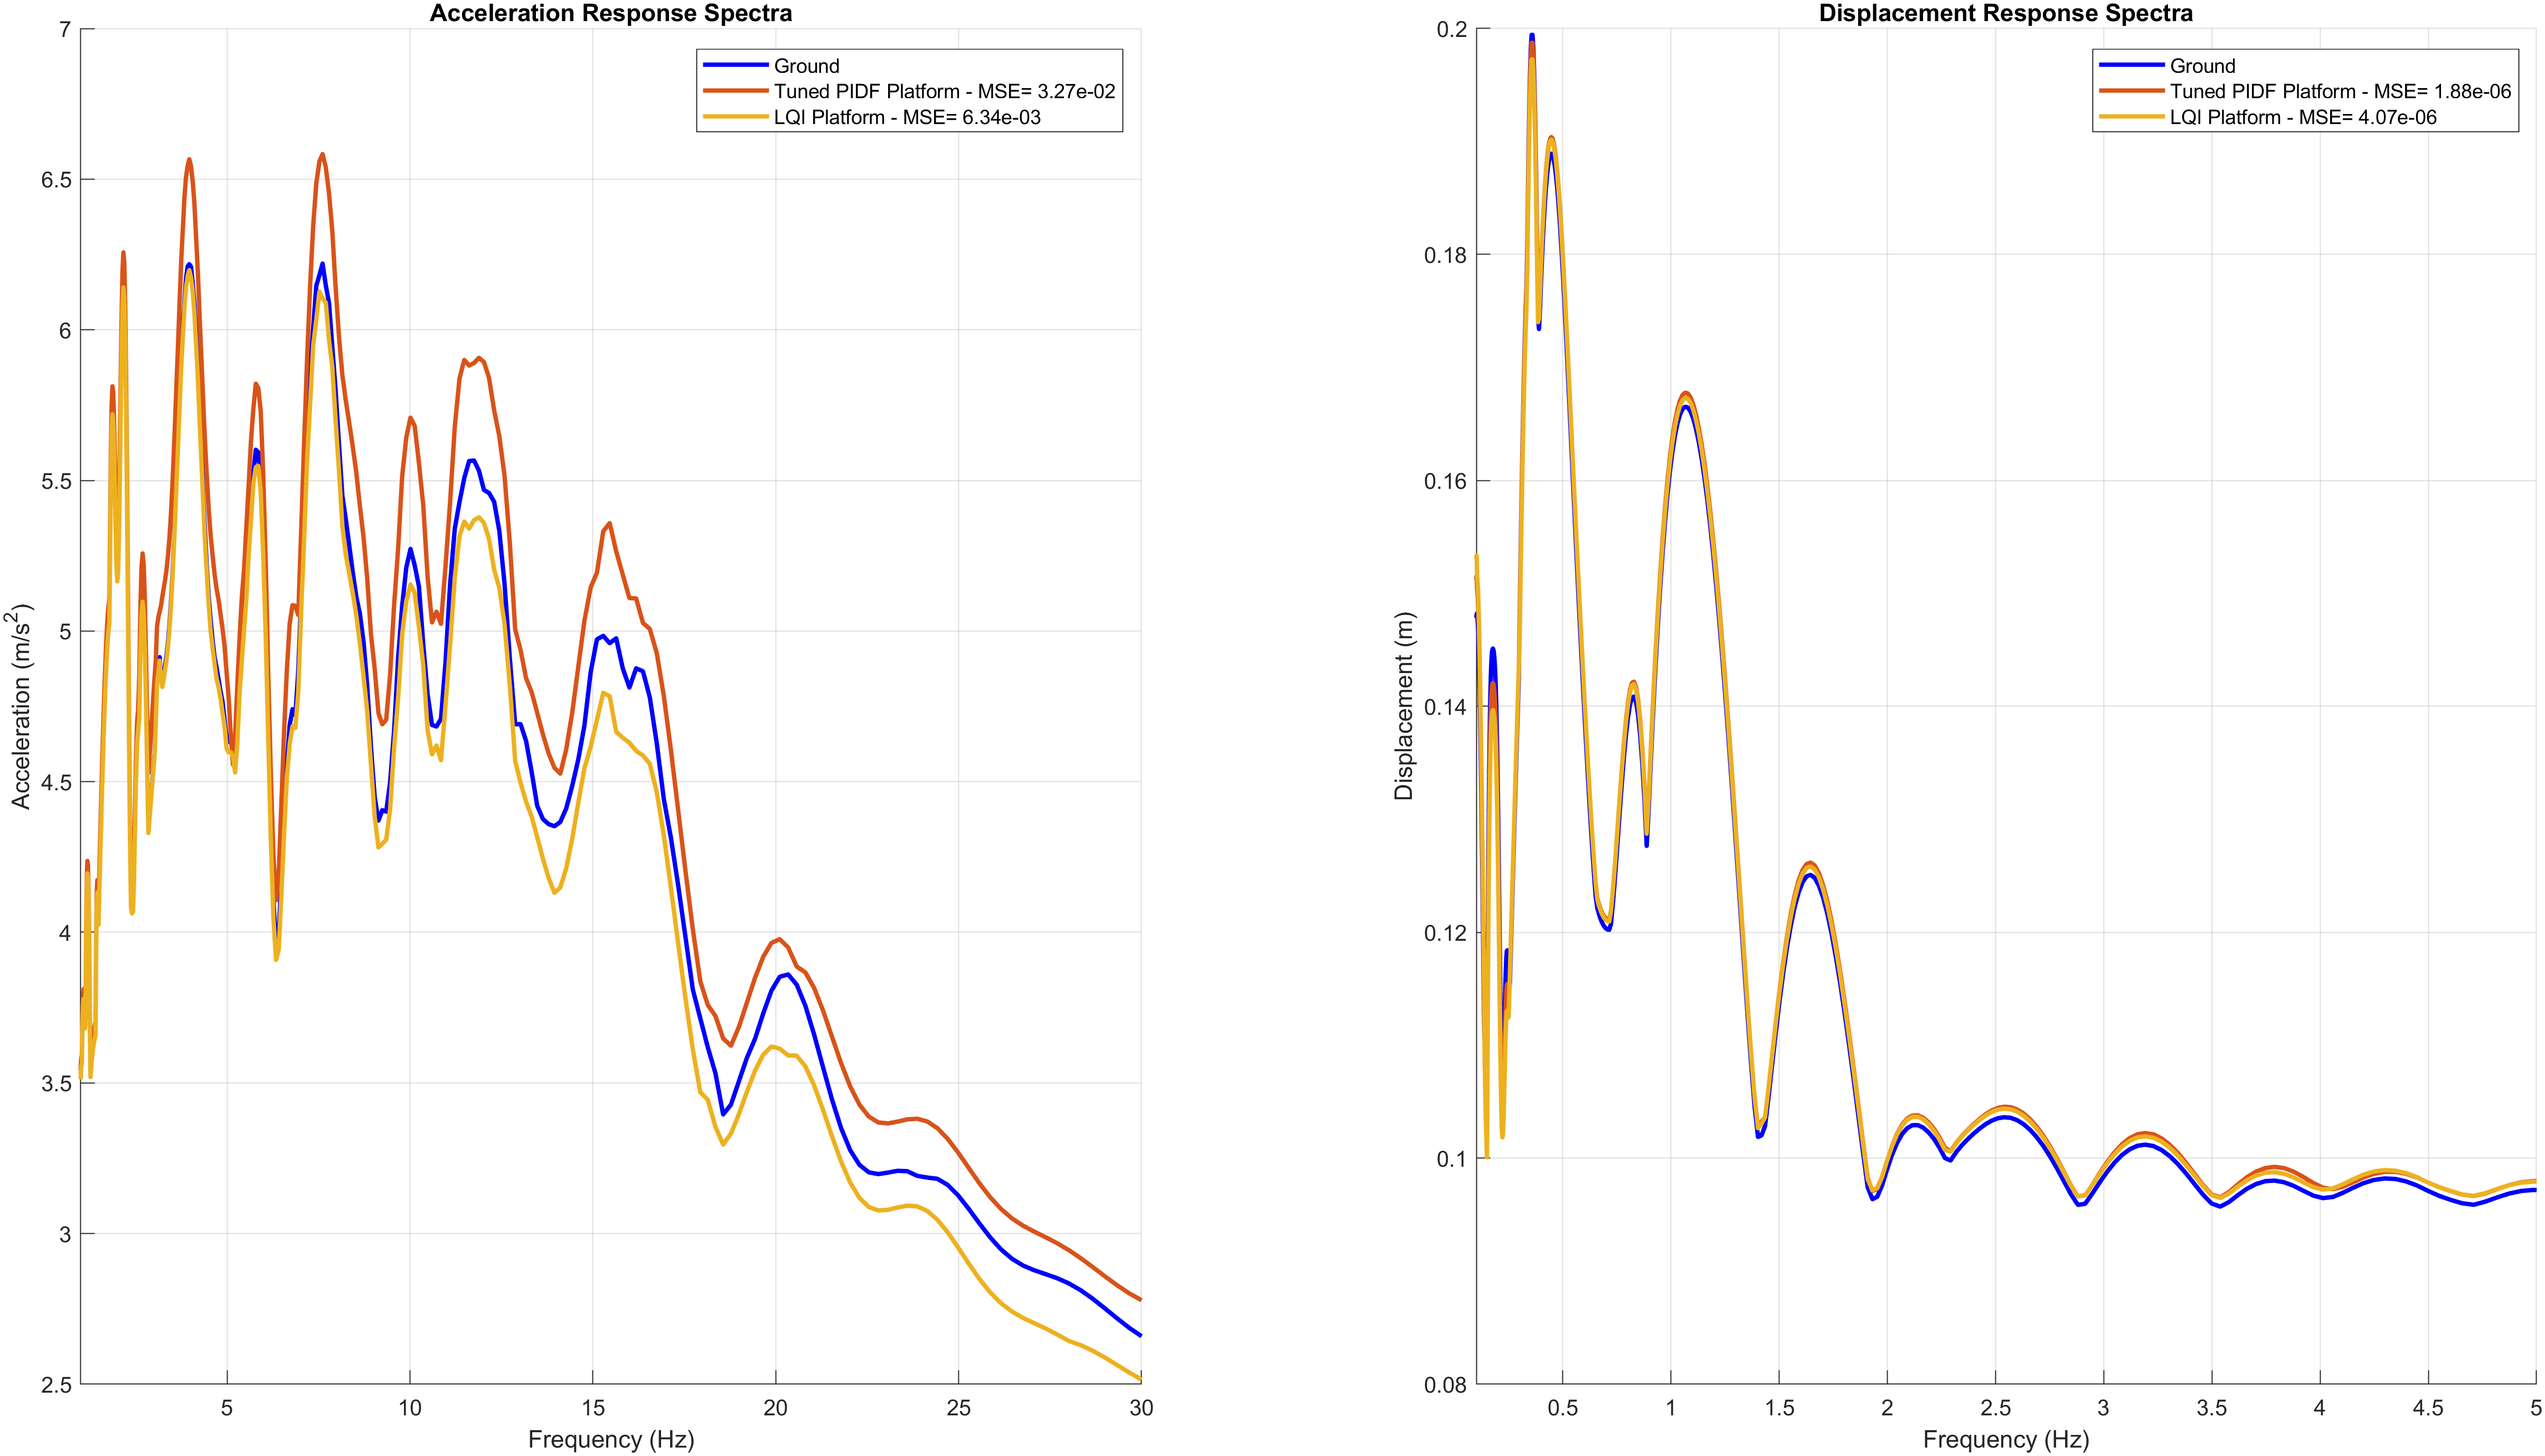 Acceleration Response Spectra
Ground
Tuned PIDF Platform - MSE= 3.27e-02
LQI Platform - MSE= 6.34e-03
Acceleration (m/s²)
7
6.5
6
5.5
5
4.5
4
3.5
3
2.5
5
10
15
20
25
30
Frequency (Hz)
Displacement Response Spectra
Ground
Tuned PIDF Platform - MSE= 1.88e-06
LQI Platform - MSE= 4.07e-06
Displacement (m)
0.2
0.18
0.16
0.14
0.12
0.1
0.08
0.5
1
1.5
2
2.5
3
3.5
4
4.5
5
Frequency (Hz)